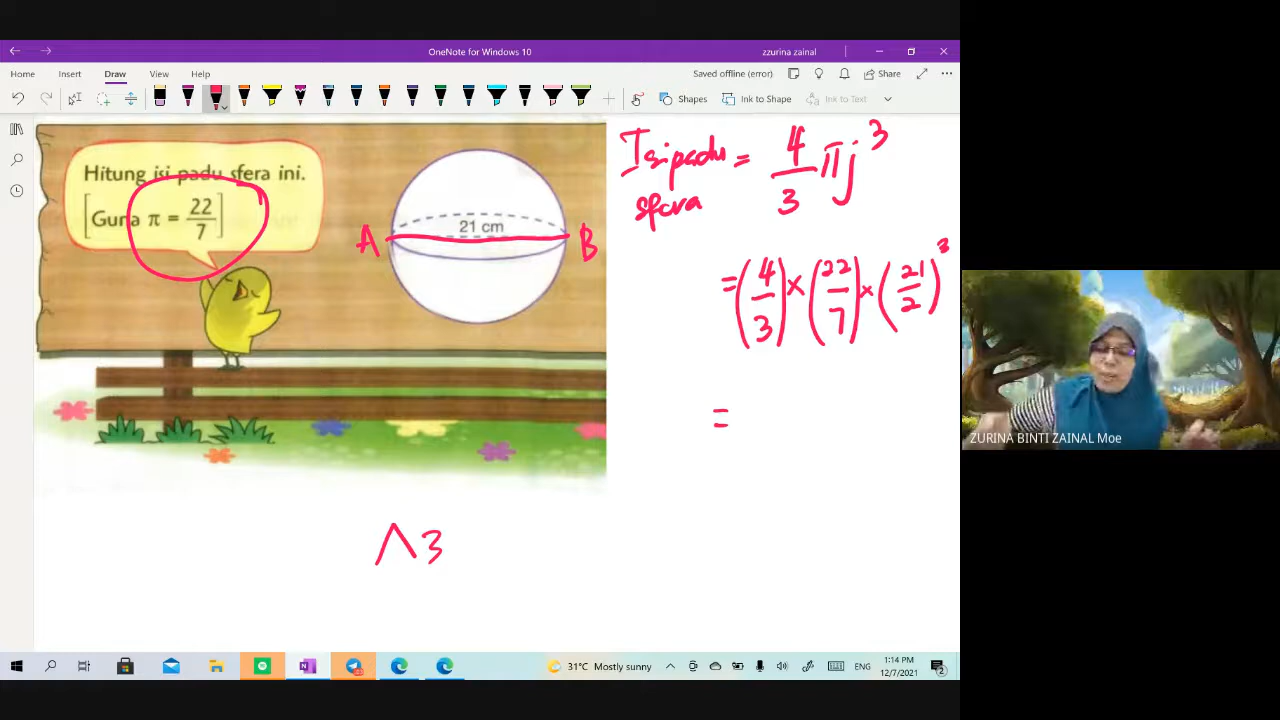 OneNote for Windows 10
zzurina zainal
Home Insert Draw View Help
Saved offline (error)
Share
Shapes
Ink to Shape
Ink to Text
Hitung isi padu sfera ini.
[Guna π = 22/7]
21 cm
A
B
Isipadu sfera = 4/3 πj³
= (4/3) × (22/7) × (21/2)³
=
^3
ZURINA BINTI ZAINAL Moe
31°C Mostly sunny
ENG
1:14 PM
12/7/2021
2